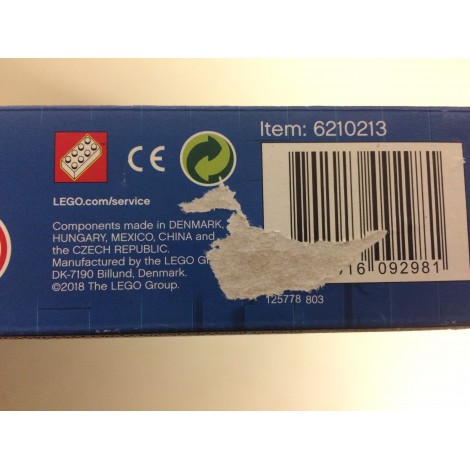 Item: 6210213
CE
LEGO.com/service
Components made in DENMARK,
HUNGARY, MEXICO, CHINA and
the CZECH REPUBLIC.
Manufactured by the LEGO
DK-7190 Billund, Denmark.
©2018 The LEGO Group.
16 092981
125778 803